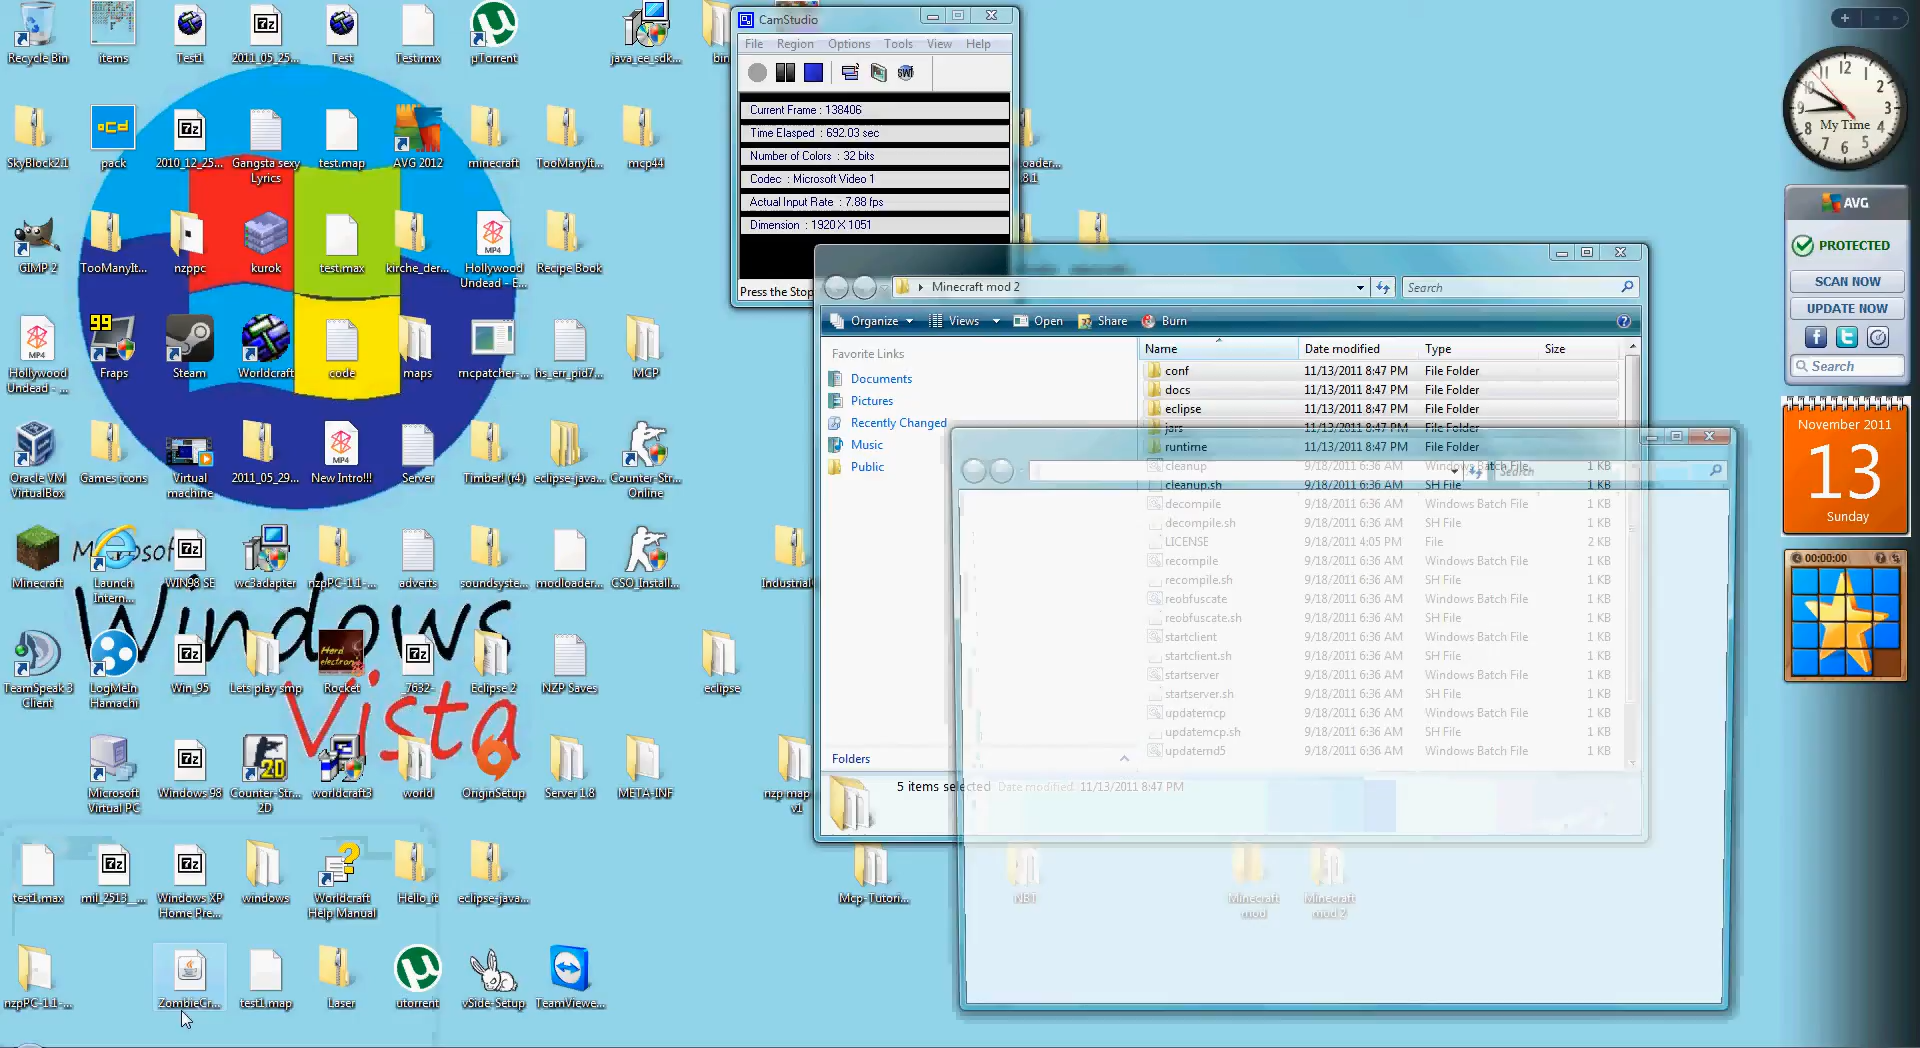 Recycle Bin
items
Test1
2011_05_25...
Test
Test.rmx
µTorrent
java_ee_sdk...
bin
SkyBlock2.1
pack
2010_12_25...
Gangsta sexy
Lyrics
test.map
AVG 2012
minecraft
TooManyIt...
mcp44
GIMP 2
TooManyIt...
nzppc
kurok
test.max
kirche_der...
Hollywood
Undead - E...
Recipe Book
Hollywood
Undead - ...
99
Fraps
Steam
Worldcraft
code
maps
mcpatcher-...
hs_err_pid7...
MCP
Oracle VM
VirtualBox
Games icons
Virtual
machine
2011_05_29...
New Intro!!!
Server
Timber! (r4)
eclipse-java...
Counter-Str...
Online
Minecraft
Launch
Intern...
WIN98 SE
wc3adapter
nzpPC-1.1-...
adverts
soundsyste...
modloader...
CSO_Install...
Industrial
Microsoft
Windows
Vista
TeamSpeak 3
Client
LogMeIn
Hamachi
Win_95
Lets play smp
Rocket
_7632-
Eclipse 2
NZP Saves
eclipse
Microsoft
Virtual PC
Windows 98
Counter-Str...
2D
worldcraft3
world
OriginSetup
Server 1.8
META-INF
nzp map
v1
test1.max
mil_2513_...
Windows XP
Home Pre...
windows
Worldcraft
Help Manual
Hello_it
eclipse-java...
Mcp-Tutori...
NBT
Minecraft
mod
Minecraft
mod 2
nzpPC-1.1-...
ZombieCr...
test1.map
Laser
utorrent
vSide-Setup
TeamViewe...
CamStudio
File Region Options Tools View Help
Current Frame : 138406
Time Elasped : 692.03 sec
Number of Colors : 32 bits
Codec : Microsoft Video 1
Actual Input Rate : 7.88 fps
Dimension : 1920 X 1051
Press the Stop
Minecraft mod 2
Search
Organize Views Open Share Burn
Favorite Links
Documents
Pictures
Recently Changed
Music
Public
Folders
Name Date modified Type Size
conf 11/13/2011 8:47 PM File Folder
docs 11/13/2011 8:47 PM File Folder
eclipse 11/13/2011 8:47 PM File Folder
jars 11/13/2011 8:47 PM File Folder
runtime 11/13/2011 8:47 PM File Folder
cleanup 9/18/2011 6:36 AM Windows Batch File 1 KB
cleanup.sh 9/18/2011 6:36 AM SH File 1 KB
decompile 9/18/2011 6:36 AM Windows Batch File 1 KB
decompile.sh 9/18/2011 6:36 AM SH File 1 KB
LICENSE 9/18/2011 4:05 PM File 2 KB
recompile 9/18/2011 6:36 AM Windows Batch File 1 KB
recompile.sh 9/18/2011 6:36 AM SH File 1 KB
reobfuscate 9/18/2011 6:36 AM Windows Batch File 1 KB
reobfuscate.sh 9/18/2011 6:36 AM SH File 1 KB
startclient 9/18/2011 6:36 AM Windows Batch File 1 KB
startclient.sh 9/18/2011 6:36 AM SH File 1 KB
startserver 9/18/2011 6:36 AM Windows Batch File 1 KB
startserver.sh 9/18/2011 6:36 AM SH File 1 KB
updatemcp 9/18/2011 6:36 AM Windows Batch File 1 KB
updatemcp.sh 9/18/2011 6:36 AM SH File 1 KB
updatemd5 9/18/2011 6:36 AM Windows Batch File 1 KB
5 items selected Date modified: 11/13/2011 8:47 PM
Search
My Time
AVG
PROTECTED
SCAN NOW
UPDATE NOW
Search
November 2011
13
Sunday
00:00:00